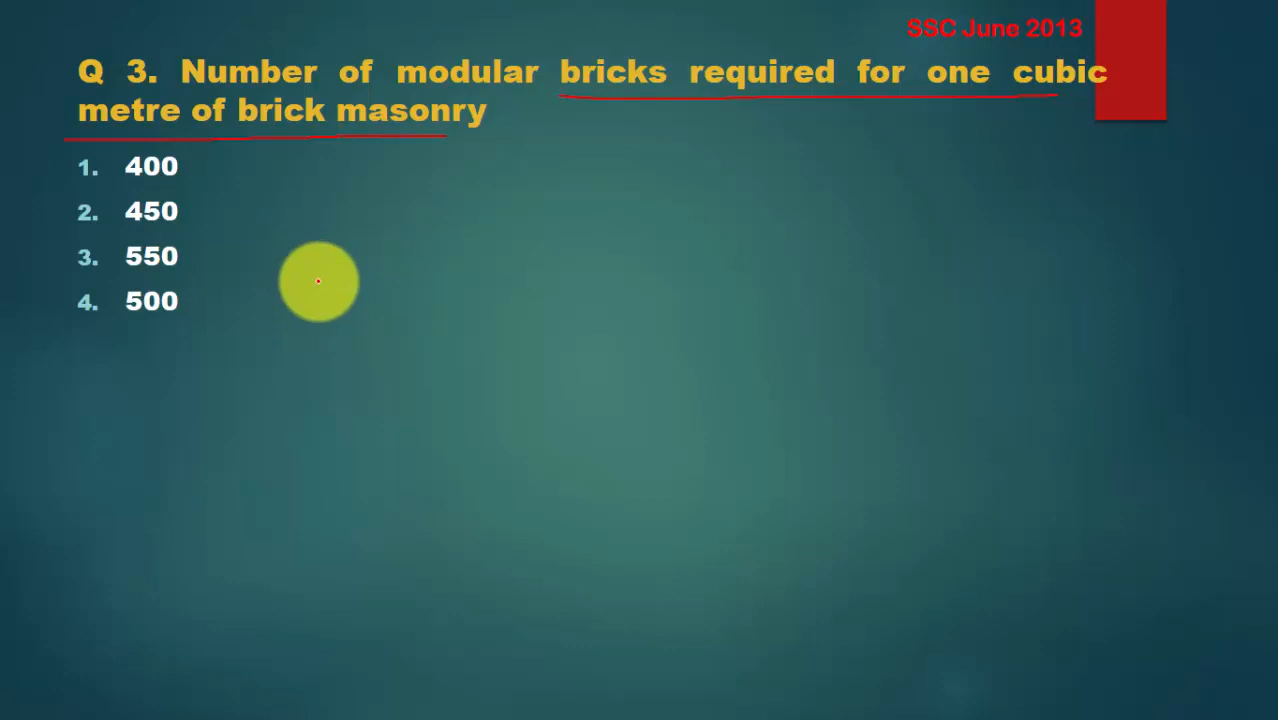 SSC June 2013
Q 3. Number of modular bricks required for one cubic
metre of brick masonry
1. 400
2. 450
3. 550
4. 500